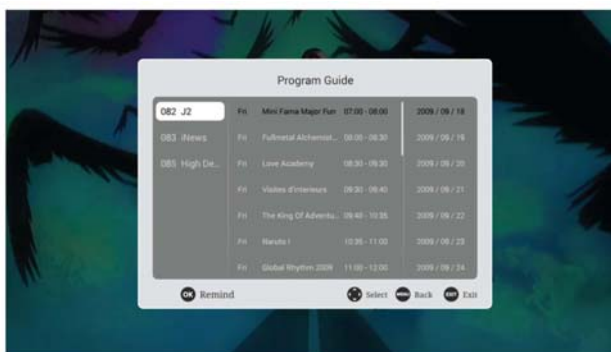 Program Guide
082 J2 Fri Mini Fama Major Fun 07:00 - 08:00 2009 / 09 / 18
083 iNews Fri Fullmetal Alchemist... 08:00 - 08:30 2009 / 09 / 19
085 High De... Fri Love Academy 08:30 - 09:30 2009 / 09 / 20
Fri Visites d'interieurs 09:30 - 09:40 2009 / 09 / 21
Fri The King Of Adventu... 09:40 - 10:35 2009 / 09 / 22
Fri Naruto I 10:35 - 11:00 2009 / 09 / 23
Fri Global Rhythm 2009 11:00 - 12:00 2009 / 09 / 24
OK Remind Select MENU Back EXIT Exit